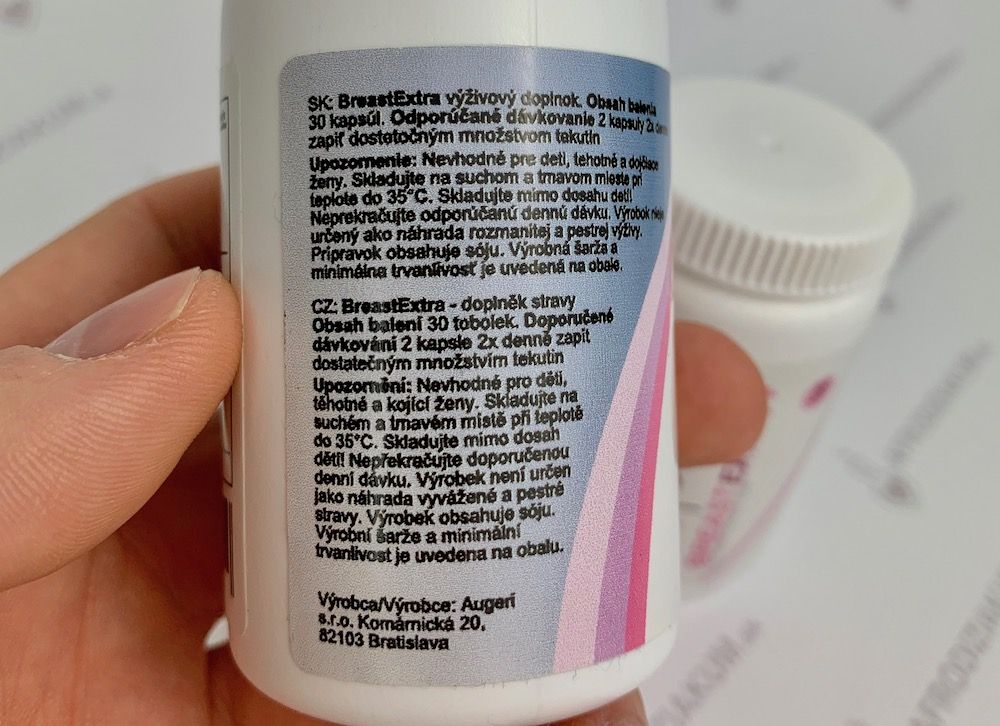 SK: BreastExtra výživový doplnok. Obsah balenia
30 kapsúl. Odporúčané dávkovanie 2 kapsuly 2x
zapiť dostatočným množstvom tekutín
Upozornenie: Nevhodné pre deti, tehotné a dojčiace
ženy. Skladujte na suchom a tmavom mieste pri
teplote do 35°C. Skladujte mimo dosahu detí!
Neprekračujte odporúčanú dennú dávku. Výrobok nieje
určený ako náhrada rozmanitej a pestrej výživy.
Prípravok obsahuje sóju. Výrobná šarža a
minimálna trvanlivosť je uvedená na obale.
CZ: BreastExtra - doplněk stravy
Obsah balení 30 tobolek. Doporučené
dávkování 2 kapsle 2x denně zapít
dostatečným množstvím tekutin
Upozornění: Nevhodné pro děti,
těhotné a kojící ženy. Skladujte na
suchém a tmavém místě při teplotě
do 35°C. Skladujte mimo dosah
dětí! Nepřekračujte doporučenou
denní dávku. Výrobek není určen
jako náhrada vyvážené a pestré
stravy. Výrobek obsahuje sóju.
Výrobní šarže a minimální
trvanlivost je uvedena na obalu.
Výrobca/Výrobce: Augeri
s.r.o. Komárnická 20,
82103 Bratislava